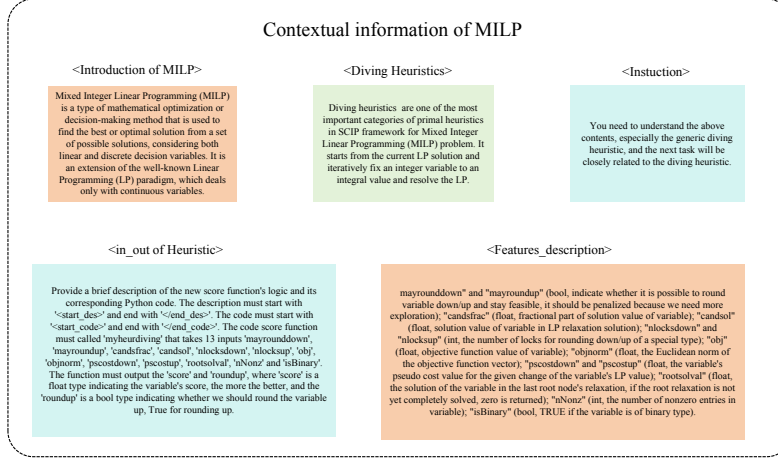 Contextual information of MILP
<Introduction of MILP>
Mixed Integer Linear Programming (MILP)
is a type of mathematical optimization or
decision-making method that is used to
find the best or optimal solution from a set
of possible solutions, considering both
linear and discrete decision variables. It is
an extension of the well-known Linear
Programming (LP) paradigm, which deals
only with continuous variables.
<Diving Heuristics>
Diving heuristics are one of the most
important categories of primal heuristics
in SCIP framework for Mixed Integer
Linear Programming (MILP) problem. It
starts from the current LP solution and
iteratively fix an integer variable to an
integral value and resolve the LP.
<Instuction>
You need to understand the above
contents, especially the generic diving
heuristic, and the next task will be
closely related to the diving heuristic.
<in_out of Heuristic>
Provide a brief description of the new score function's logic and its
corresponding Python code. The description must start with
'<start_des>' and end with '</end_des>'. The code must start with
'<start_code>' and end with '</end_code>'. The code score function
must called 'myheurdiving' that takes 13 inputs 'mayrounddown',
'mayroundup', 'candsfrac', 'candsol', 'nlocksdown', 'nlocksup', 'obj',
'objnorm', 'pscostdown', 'pscostup', 'rootsolval', 'nNonz' and 'isBinary'.
The function must output the 'score' and 'roundup', where 'score' is a
float type indicating the variable's score, the more the better, and the
'roundup' is a bool type indicating whether we should round the variable
up, True for rounding up.
<Features_description>
mayrounddown" and "mayroundup" (bool, indicate whether it is possible to round
variable down/up and stay feasible, it should be penalized because we need more
exploration); "candsfrac" (float, fractional part of solution value of variable); "candsol"
(float, solution value of variable in LP relaxation solution); "nlocksdown" and
"nlocksup" (int, the number of locks for rounding down/up of a special type); "obj"
(float, objective function value of variable); "objnorm" (float, the Euclidean norm of
the objective function vector); "pscostdown" and "pscostup" (float, the variable's
pseudo cost value for the given change of the variable's LP value); "rootsolval" (float,
the solution of the variable in the last root node's relaxation, if the root relaxation is not
yet completely solved, zero is returned); "nNonz" (int, the number of nonzero entries in
variable); "isBinary" (bool, TRUE if the variable is of binary type).